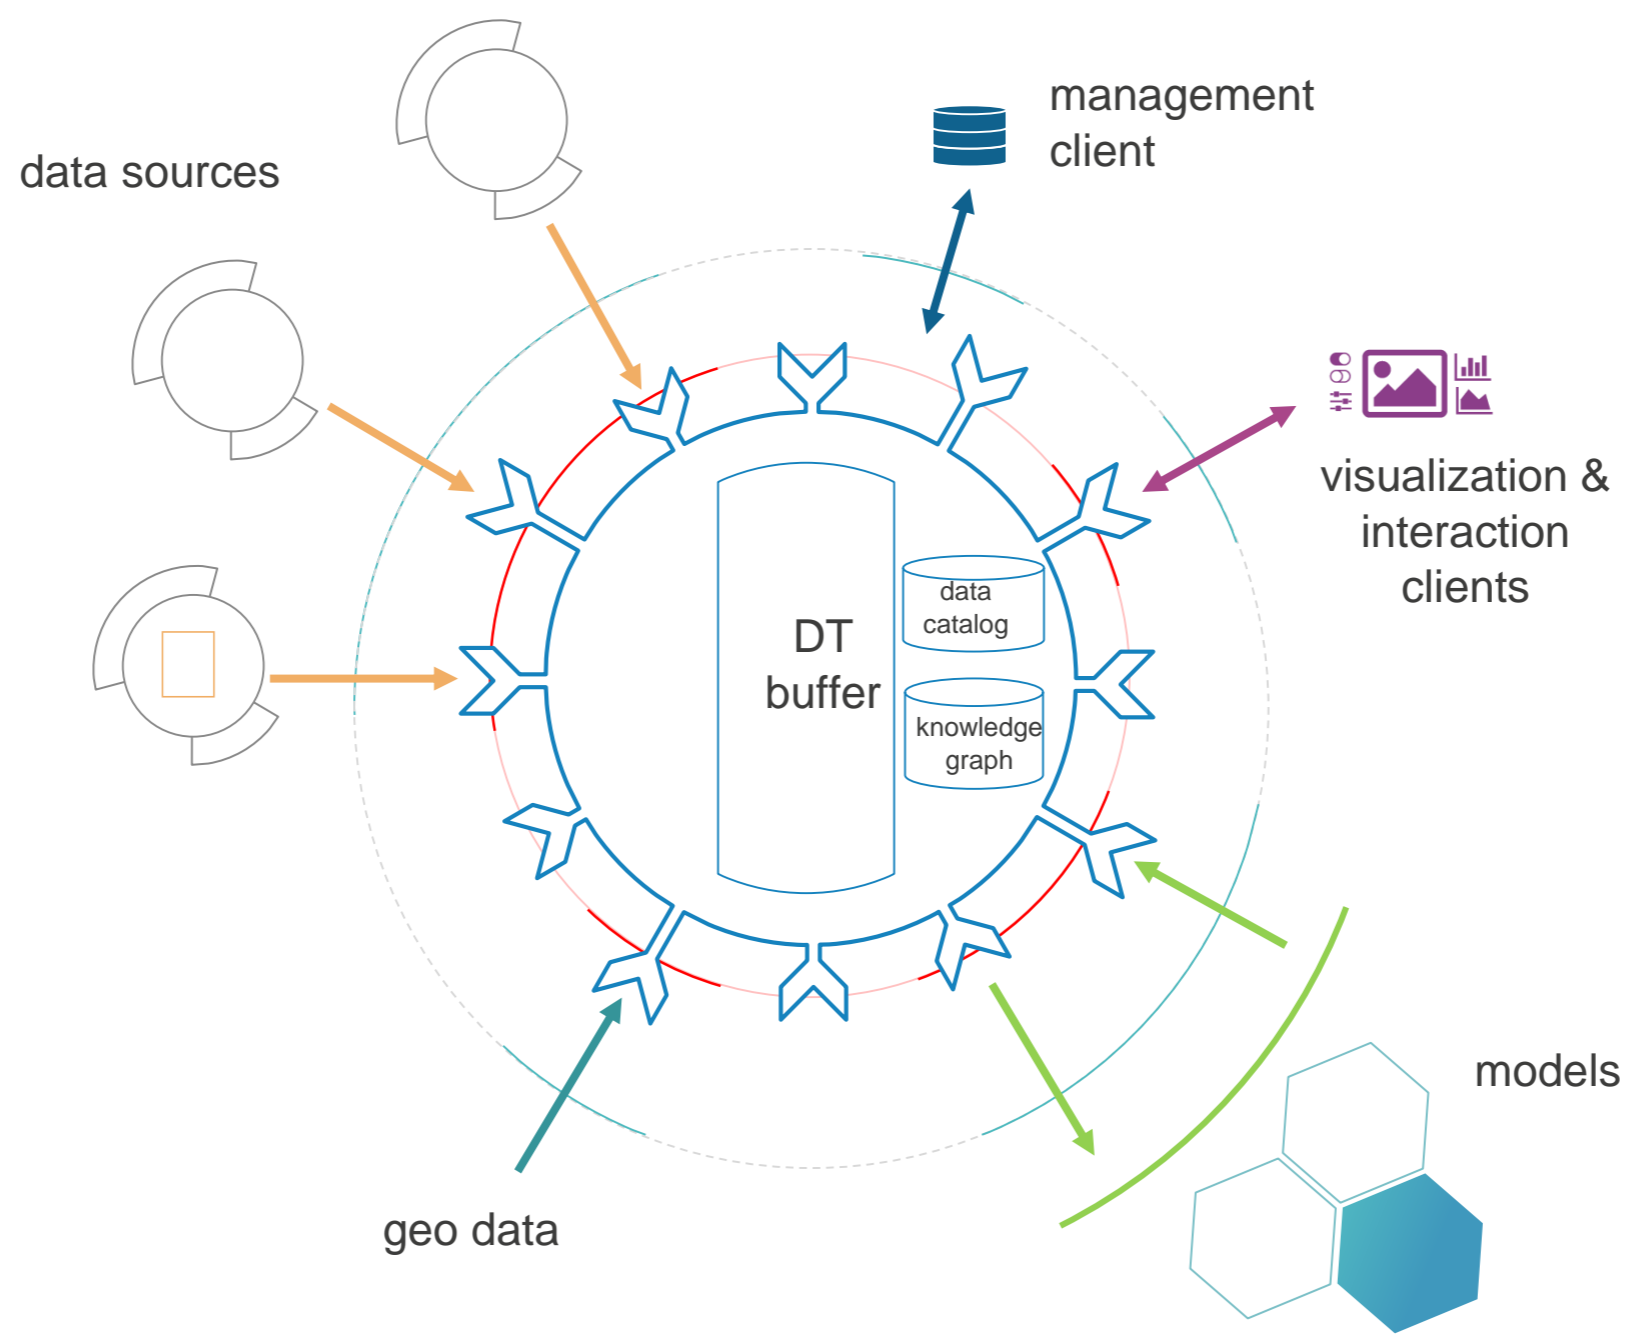 management
client
data sources
visualization &
interaction
clients
data
catalog
DT
buffer
knowledge
graph
models
geo data